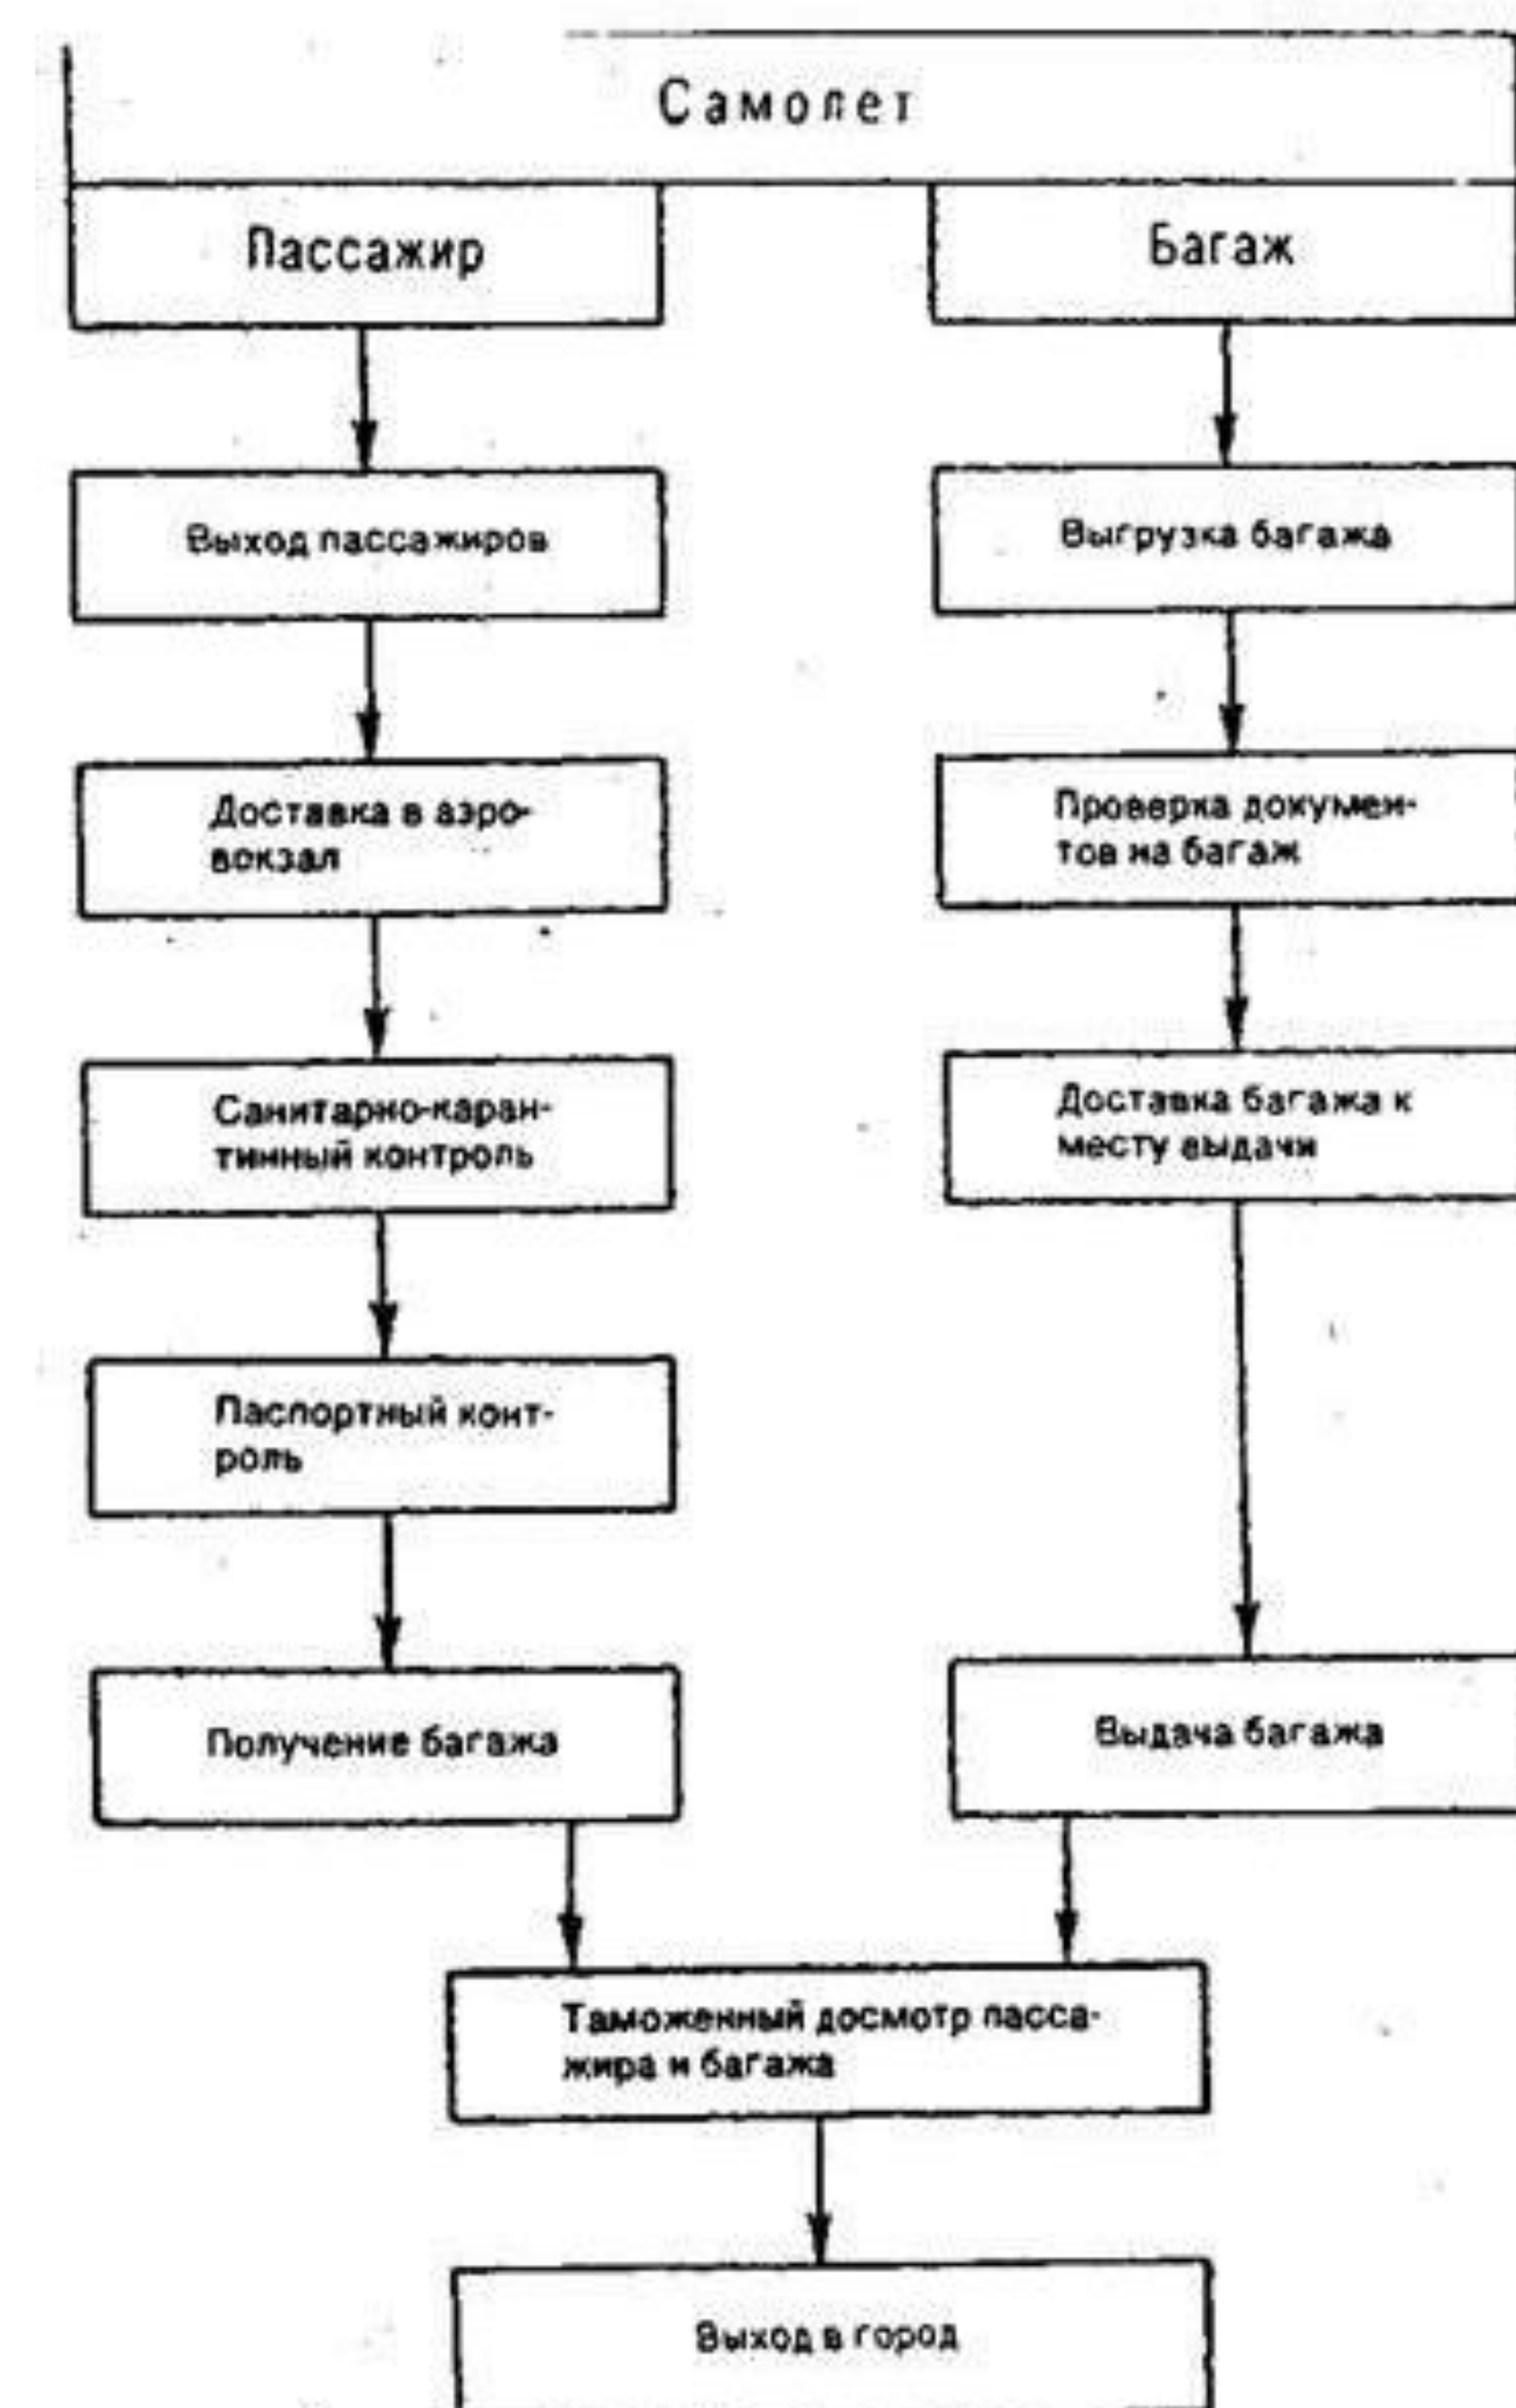 Самолет
Пассажир
Багаж
Выход пассажиров
Выгрузка багажа
Доставка в аэро-
вокзал
Проверка докумен-
тов на багаж
Санитарно-каран-
тинный контроль
Доставка багажа к
месту выдачи
Паспортный конт-
роль
Получение багажа
Выдача багажа
Таможенный досмотр пасса-
жира и багажа
Выход в город